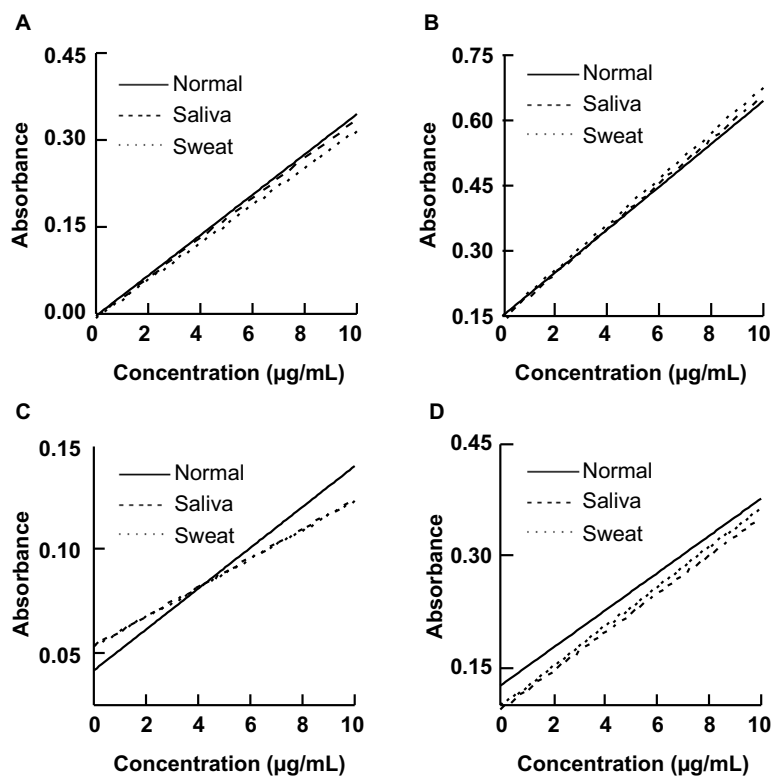 A
0.45
Normal
Saliva
Sweat
0.30
0.15
0.00
Absorbance
0 2 4 6 8 10
Concentration (µg/mL)
B
0.75
Normal
Saliva
Sweat
0.60
0.45
0.30
0.15
Absorbance
0 2 4 6 8 10
Concentration (µg/mL)
C
0.15
Normal
Saliva
Sweat
0.10
0.05
Absorbance
0 2 4 6 8 10
Concentration (µg/mL)
D
0.45
Normal
Saliva
Sweat
0.30
0.15
Absorbance
0 2 4 6 8 10
Concentration (µg/mL)